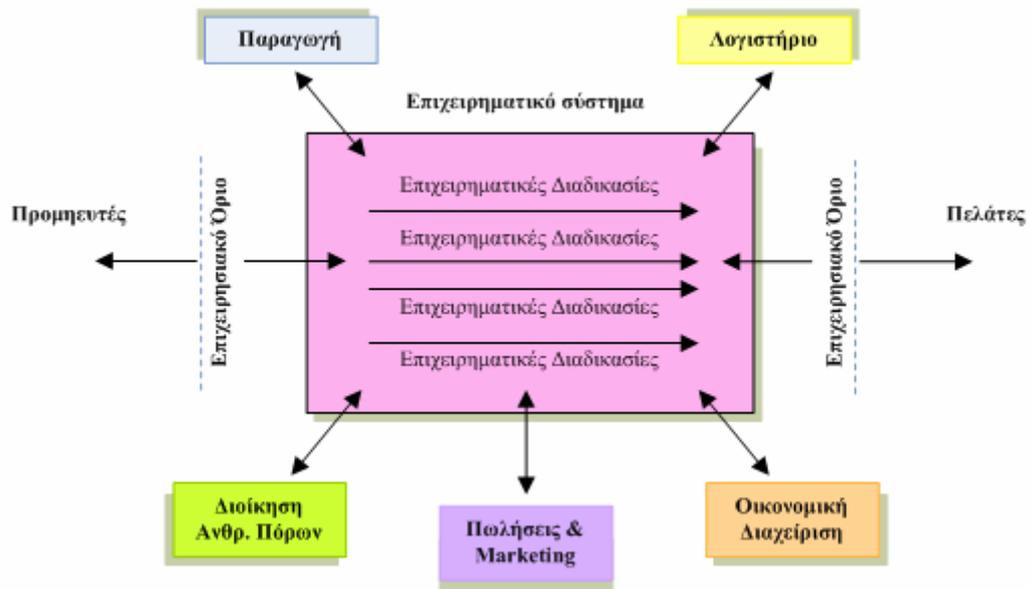 Παραγωγή
Λογιστήριο
Επιχειρηματικό σύστημα
Επιχειρηματικές Διαδικασίες
Προμηευτές
Επιχειρησιακό Όριο
Επιχειρηματικές Διαδικασίες
Επιχειρησιακό Όριο
Πελάτες
Επιχειρηματικές Διαδικασίες
Επιχειρηματικές Διαδικασίες
Διοίκηση
Ανθρ. Πόρων
Πωλήσεις &
Marketing
Οικονομική
Διαχείριση